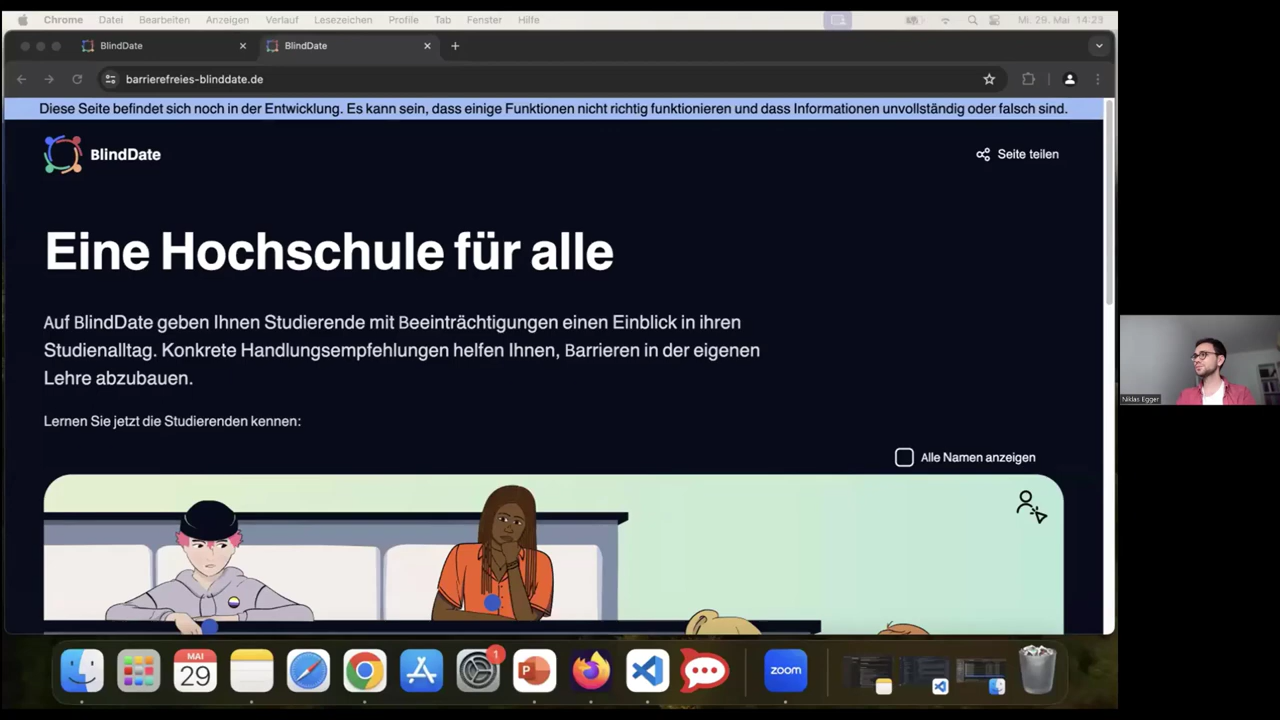 Chrome Datei Bearbeiten Anzeigen Verlauf Lesezeichen Profile Tab Fenster Hilfe Mi. 29. Mai 14:23
BlindDate BlindDate
barrierefreies-blinddate.de
Diese Seite befindet sich noch in der Entwicklung. Es kann sein, dass einige Funktionen nicht richtig funktionieren und dass Informationen unvollständig oder falsch sind.
BlindDate Seite teilen
Eine Hochschule für alle
Auf BlindDate geben Ihnen Studierende mit Beeinträchtigungen einen Einblick in ihren
Studienalltag. Konkrete Handlungsempfehlungen helfen Ihnen, Barrieren in der eigenen
Lehre abzubauen.
Lernen Sie jetzt die Studierenden kennen:
Alle Namen anzeigen
Niklas Egger
MAI
29
1
P
zoom